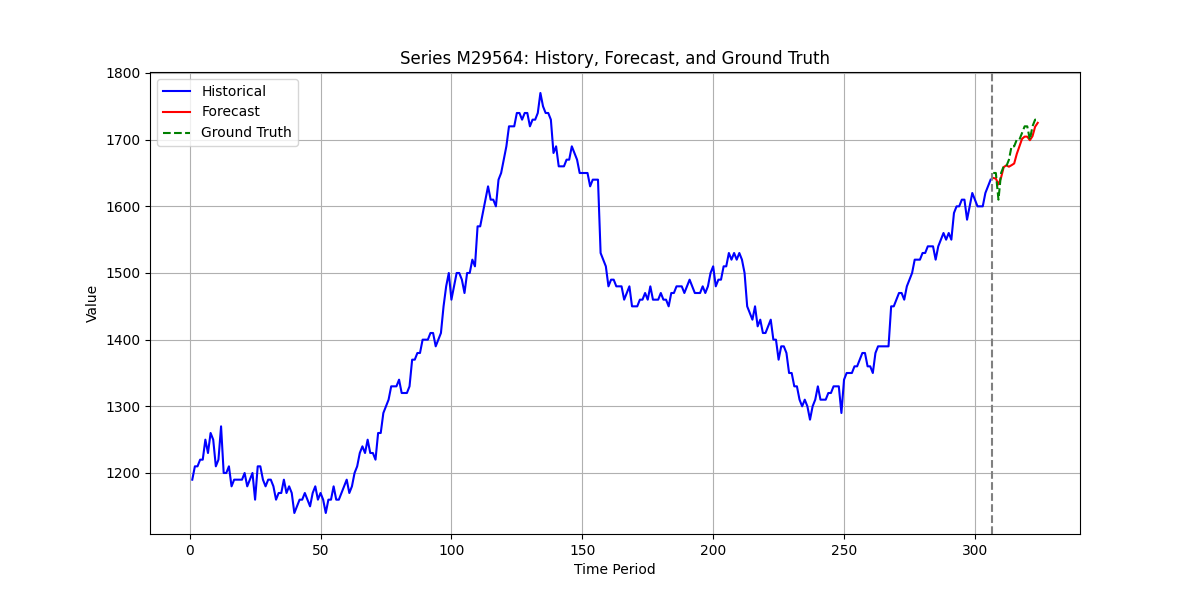 Series M29564: History, Forecast, and Ground Truth
Historical
Forecast
Ground Truth
1800
1700
1600
1500
1400
1300
1200
Value
0 50 100 150 200 250 300
Time Period